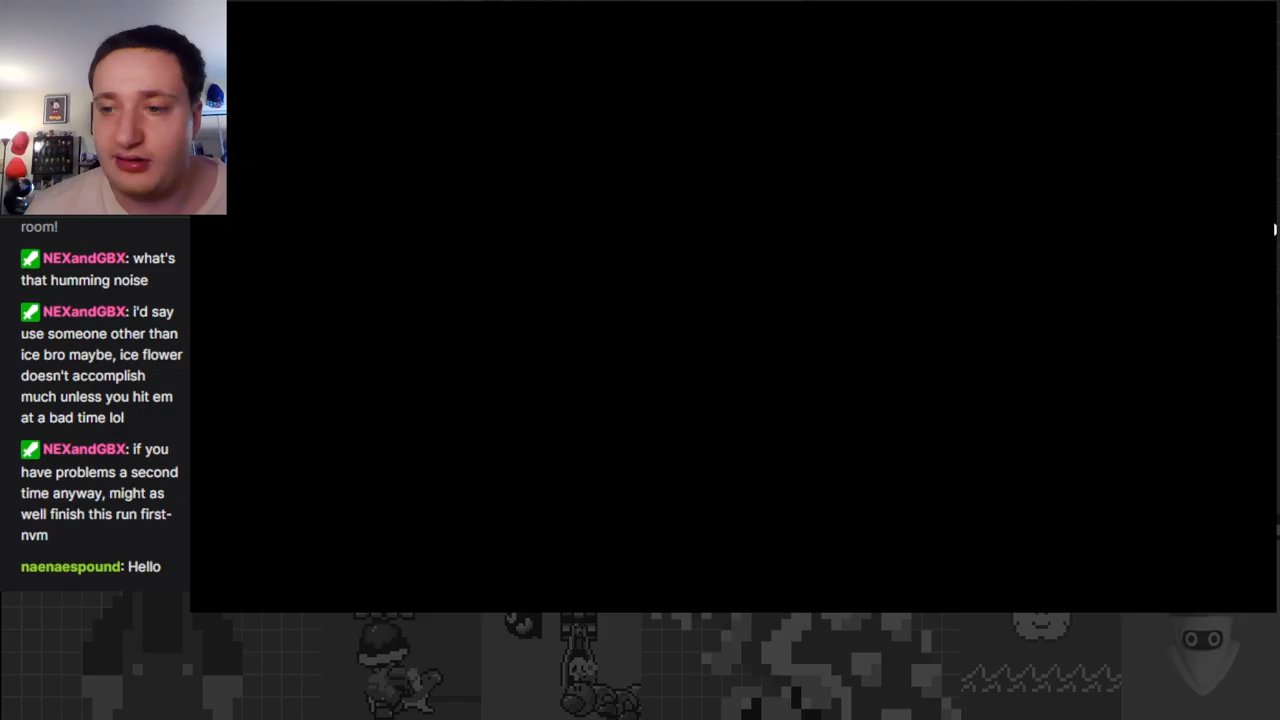 room!
NEXandGBX: what's
that humming noise
NEXandGBX: i'd say
use someone other than
ice bro maybe, ice flower
doesn't accomplish
much unless you hit em
at a bad time lol
NEXandGBX: if you
have problems a second
time anyway, might as
well finish this run first-
nvm
naenaespound: Hello